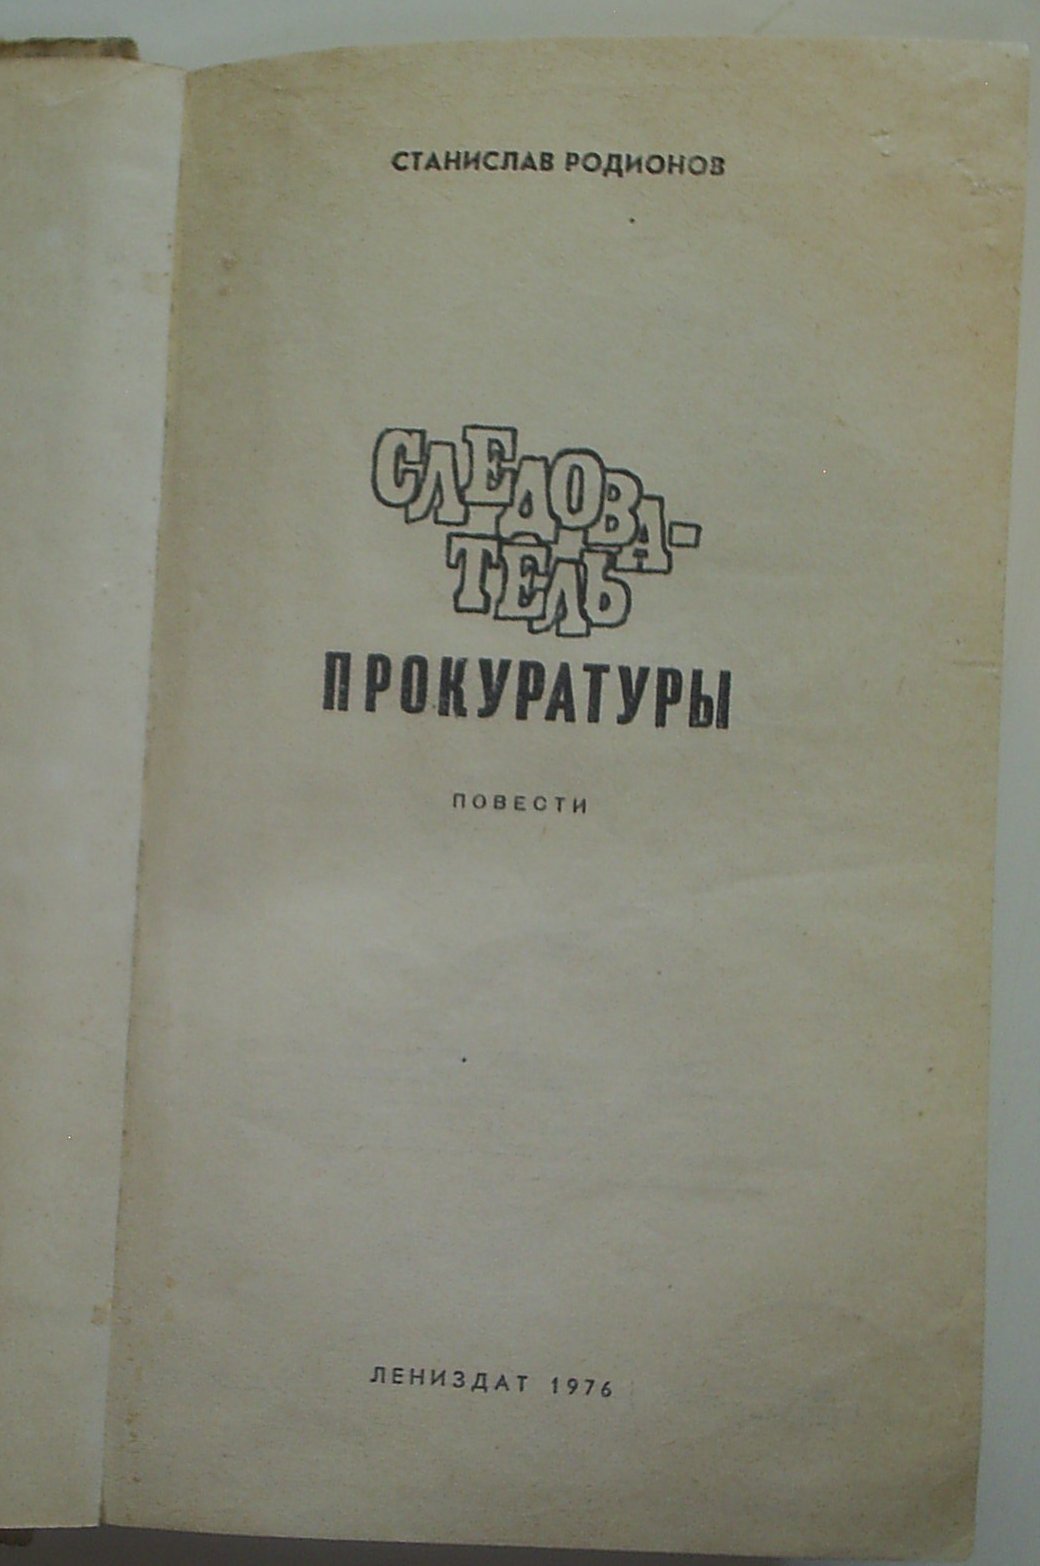 СТАНИСЛАВ РОДИОНОВ
СЛЕДОВА-
ТЕЛЬ
ПРОКУРАТУРЫ
ПОВЕСТИ
ЛЕНИЗДАТ 1976